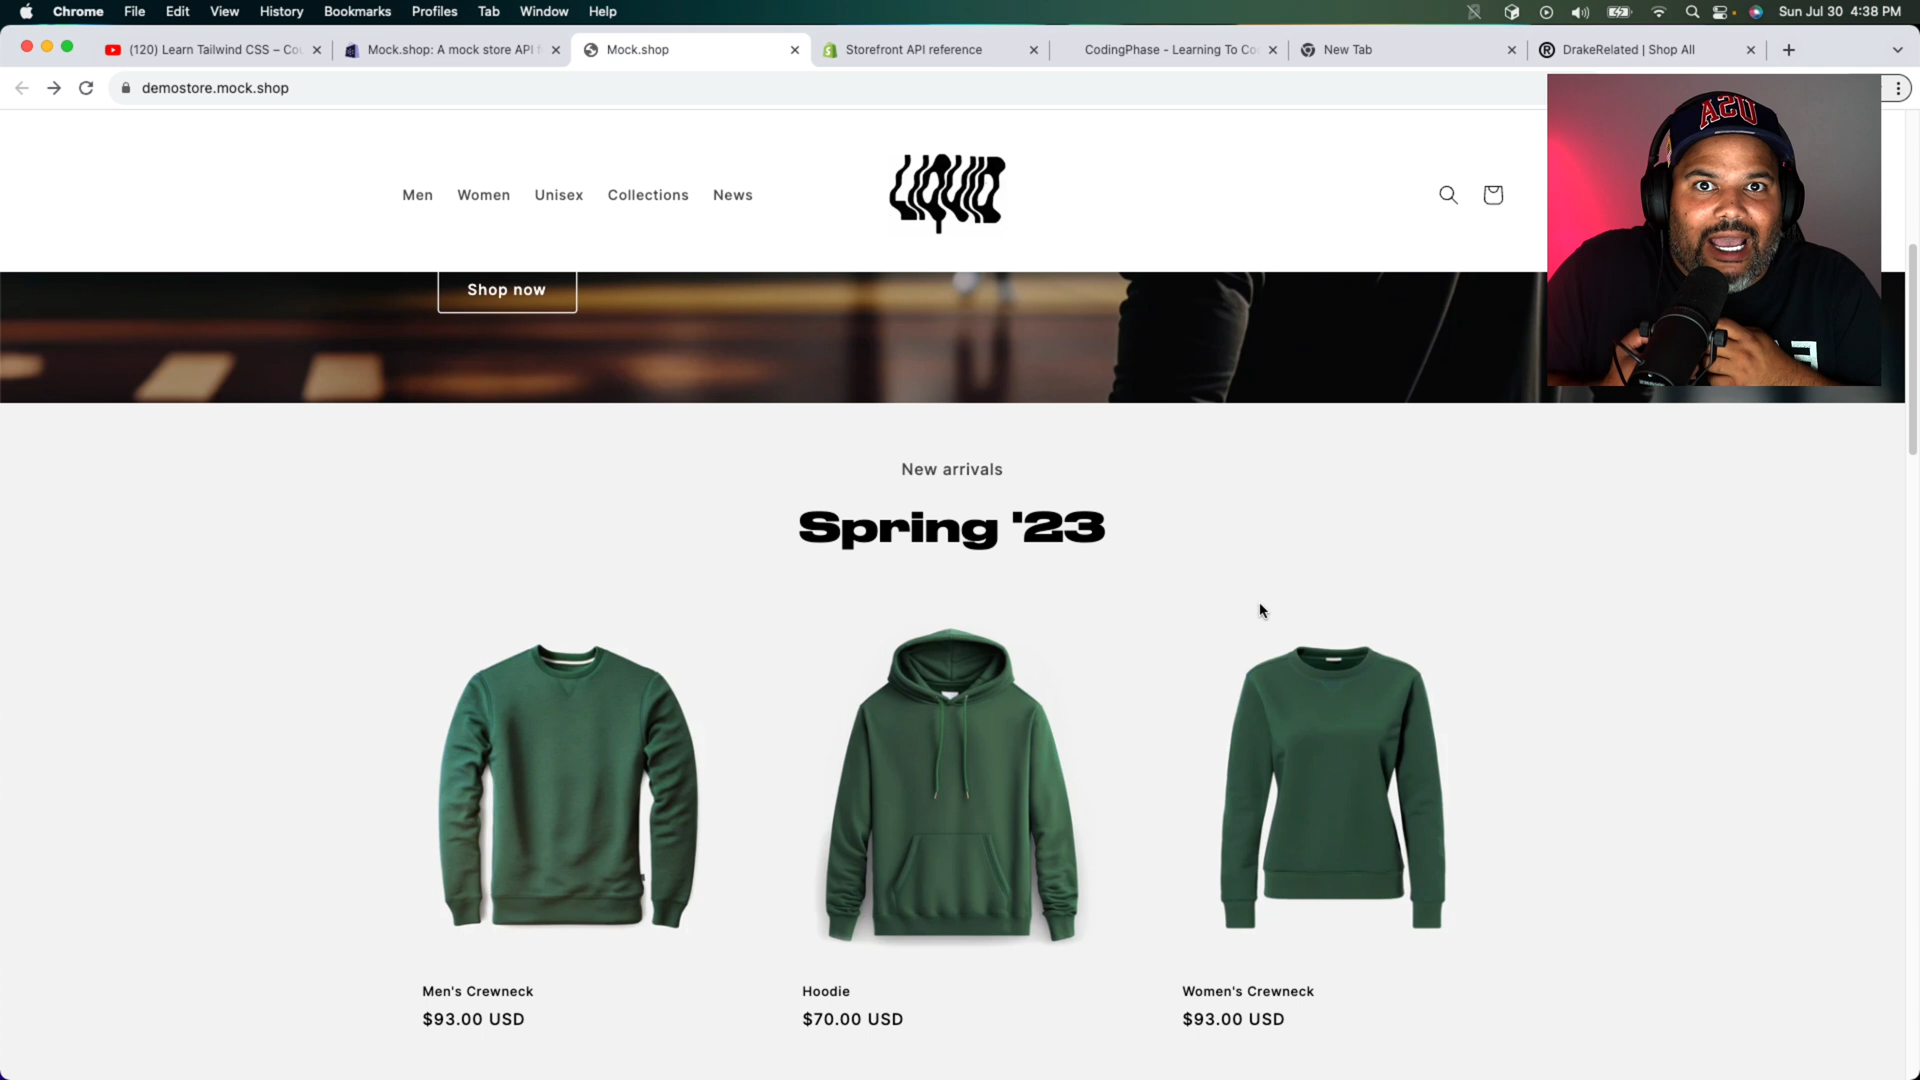 Chrome File Edit View History Bookmarks Profiles Tab Window Help Sun Jul 30 4:38 PM
(120) Learn Tailwind CSS – Cou Mock.shop: A mock store API f Mock.shop Storefront API reference CodingPhase - Learning To Co New Tab DrakeRelated | Shop All
demostore.mock.shop
USA
Men Women Unisex Collections News LIQUID
Shop now
New arrivals
Spring '23
Men's Crewneck Hoodie Women's Crewneck
$93.00 USD $70.00 USD $93.00 USD